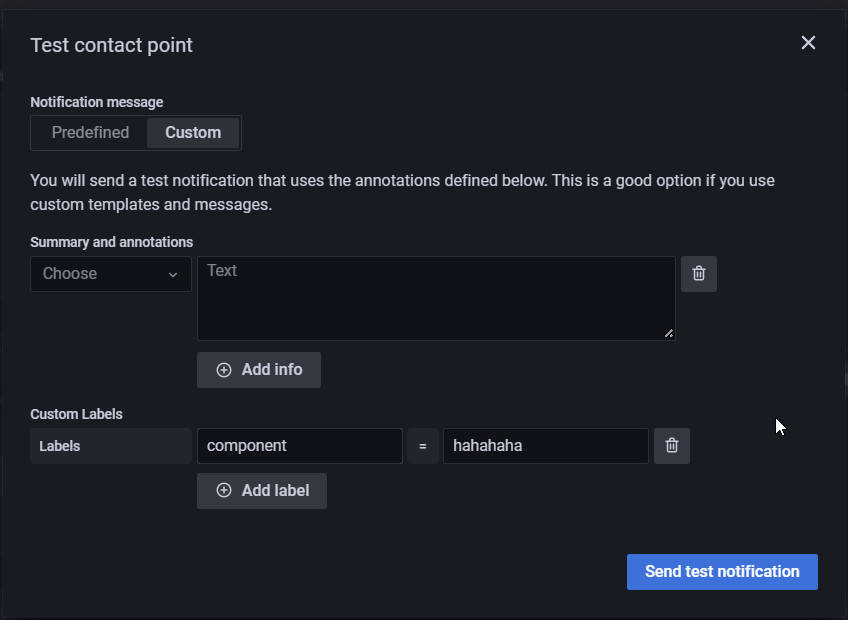 Test contact point
Notification message
Predefined
Custom
You will send a test notification that uses the annotations defined below. This is a good option if you use
custom templates and messages.
Summary and annotations
Choose
Text
Add info
Custom Labels
Labels
component
=
hahahaha
Add label
Send test notification